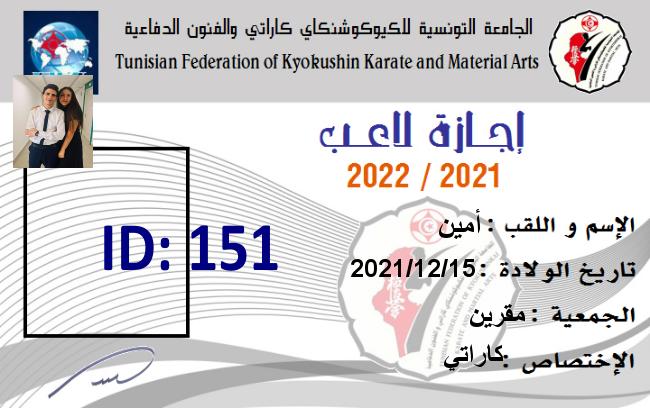 الجامعة التونسية للكيوكوشنكاي كاراتي والفنون الدفاعية
Tunisian Federation of Kyokushin Karate and Material Arts
إجازة لاعب
2022 / 2021
الإسم و اللقب : أمين
ID: 151
تاريخ الولادة : 2021/12/15
الجمعية : مقرين
الإختصاص : كاراتي